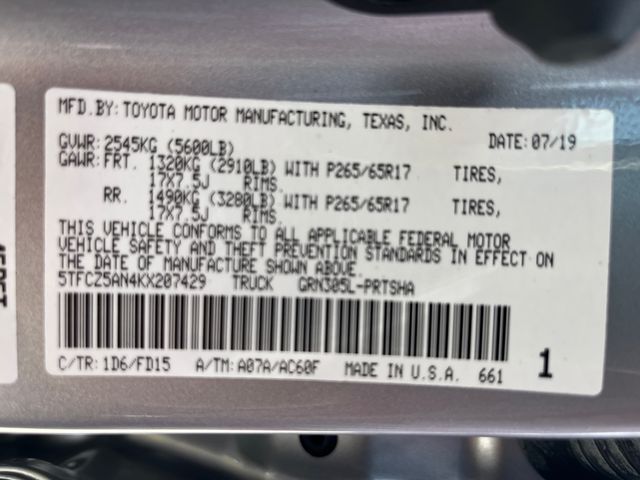 MFD.BY: TOYOTA MOTOR MANUFACTURING, TEXAS, INC.
GVWR: 2545KG (5600LB) DATE: 07/19
GAWR: FRT. 1320KG (2910LB) WITH P265/65R17 TIRES,
17X7.5J RIMS.
RR. 1490KG (3280LB) WITH P265/65R17 TIRES,
17X7.5J RIMS.
THIS VEHICLE CONFORMS TO ALL APPLICABLE FEDERAL MOTOR
VEHICLE SAFETY AND THEFT PREVENTION STANDARDS IN EFFECT ON
THE DATE OF MANUFACTURE SHOWN ABOVE.
5TFCZ5AN4KX207429 TRUCK GRN305L-PRTSHA
C/TR: 1D6/FD15 A/TM: A07A/AC60F MADE IN U.S.A. 661 1